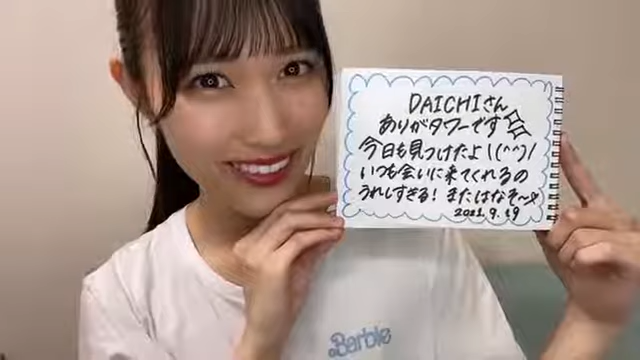 DAICHIさん
ありがタワーです
今日も見つけたよ\(^^)/
いつも会いに来てくれるの
うれしすぎる! またはなそ〜
2021.9.19
Barbie